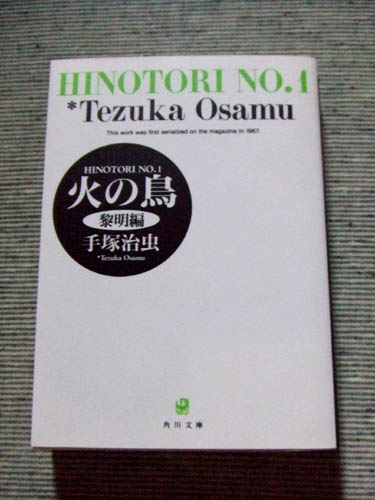 HINOTORI NO.1
*Tezuka Osamu
This work was first serialized on the magazine in 1967.
HINOTORI NO.1
火の鳥
黎明編
手塚治虫
*Tezuka Osamu
角川文庫